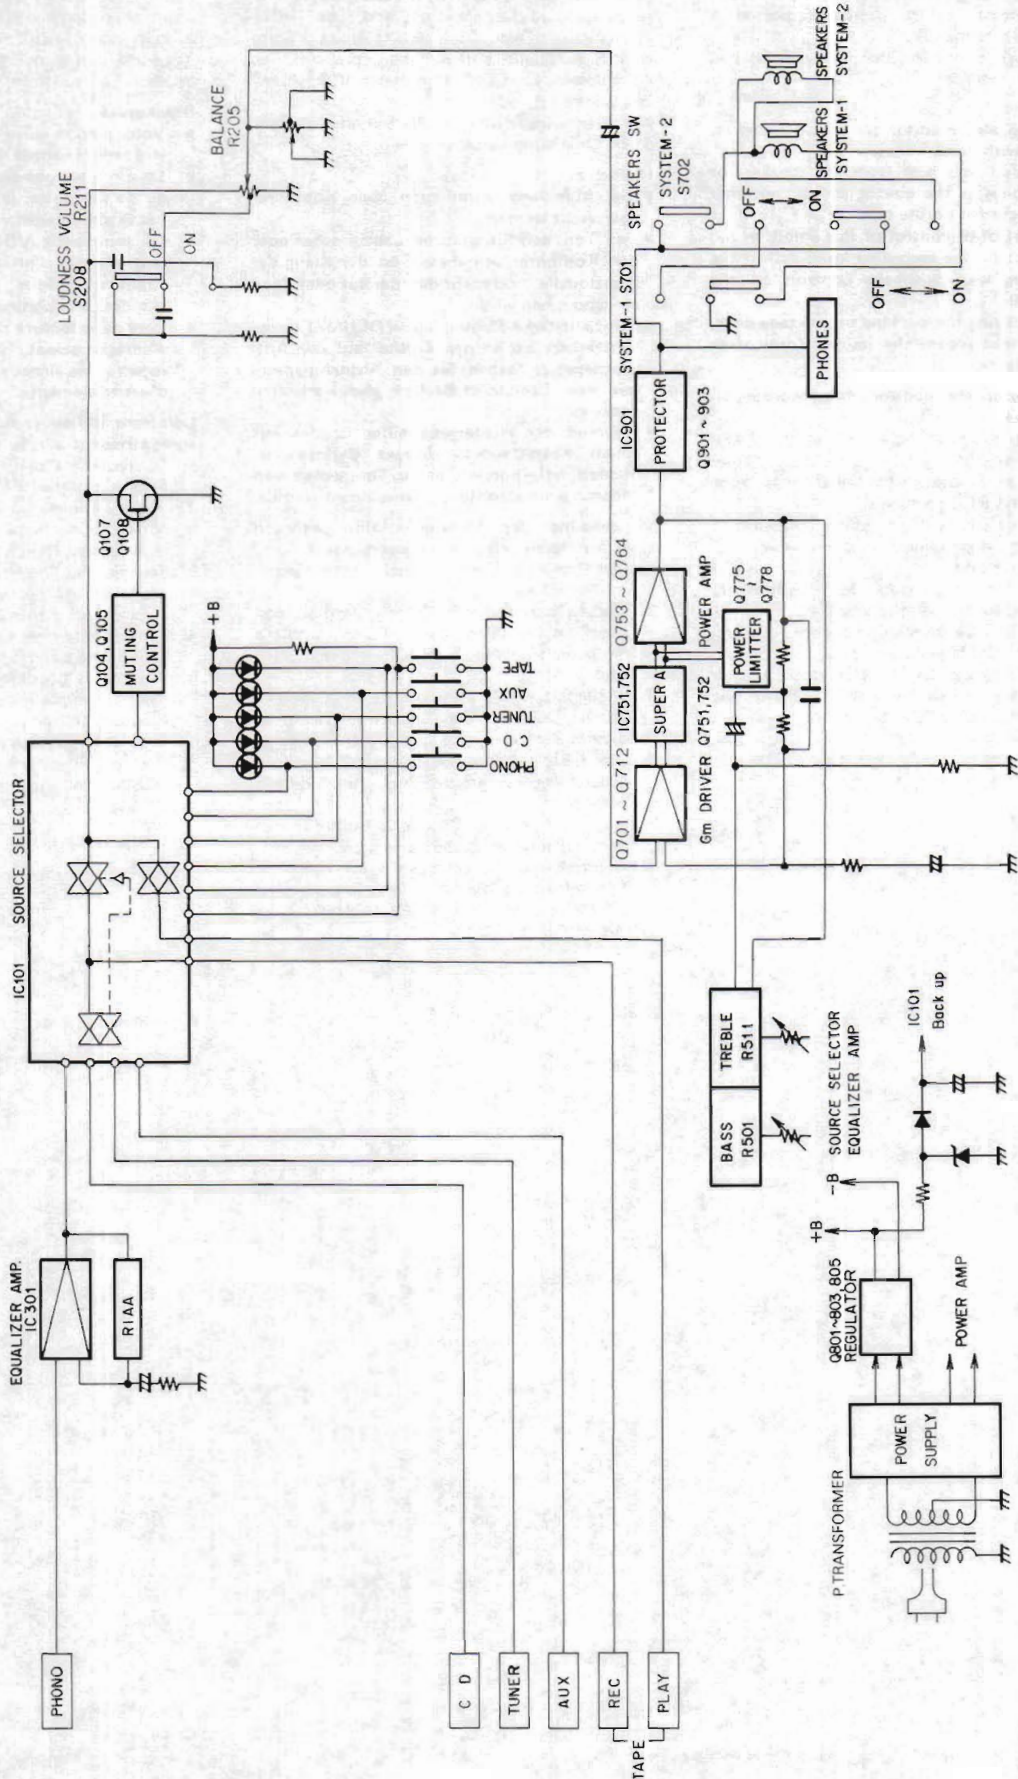 PHONO
EQUALIZER AMP.
IC301
RIAA
C D
TUNER
AUX
TAPE
REC
PLAY
IC101 SOURCE SELECTOR
Q104, Q105
MUTING
CONTROL
Q107
Q108
+B
PHONO
C D
TUNER
AUX
TAPE
LOUDNESS VOLUME
S208 R211
OFF
ON
BALANCE
R205
BASS
R501
TREBLE
R511
Q701 ~ Q712
Gm DRIVER
IC751,752
SUPER A
Q751,752
Q753 ~ Q764
POWER AMP
POWER
LIMITTER
Q775
~
Q778
IC901
PROTECTOR
Q901 ~ 903
PHONES
SPEAKERS SW
SYSTEM-1 S701
SYSTEM-2
S702
OFF
ON
OFF
ON
SPEAKERS
SYSTEM-1
SPEAKERS
SYSTEM-2
P.TRANSFORMER
POWER
SUPPLY
Q801~803, 805
REGULATOR
POWER AMP
+B
-B
SOURCE SELECTOR
EQUALIZER AMP
IC101
Back up